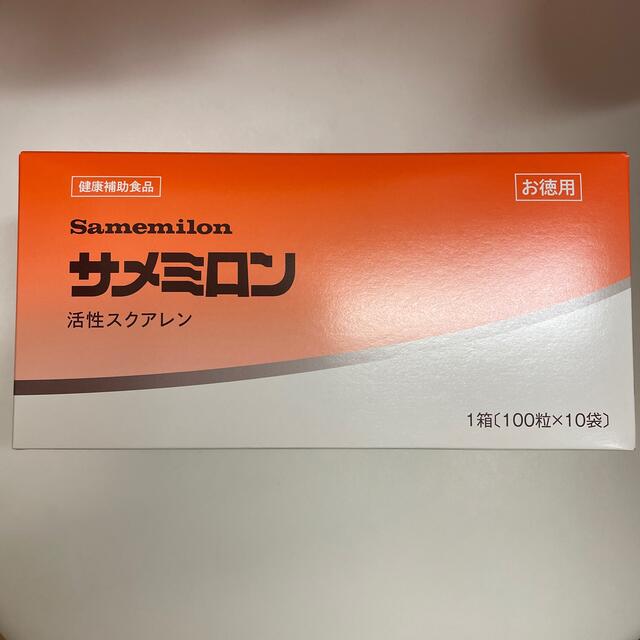 健康補助食品
お徳用
Samemilon
サメミロン
活性スクアレン
1箱〔100粒×10袋〕